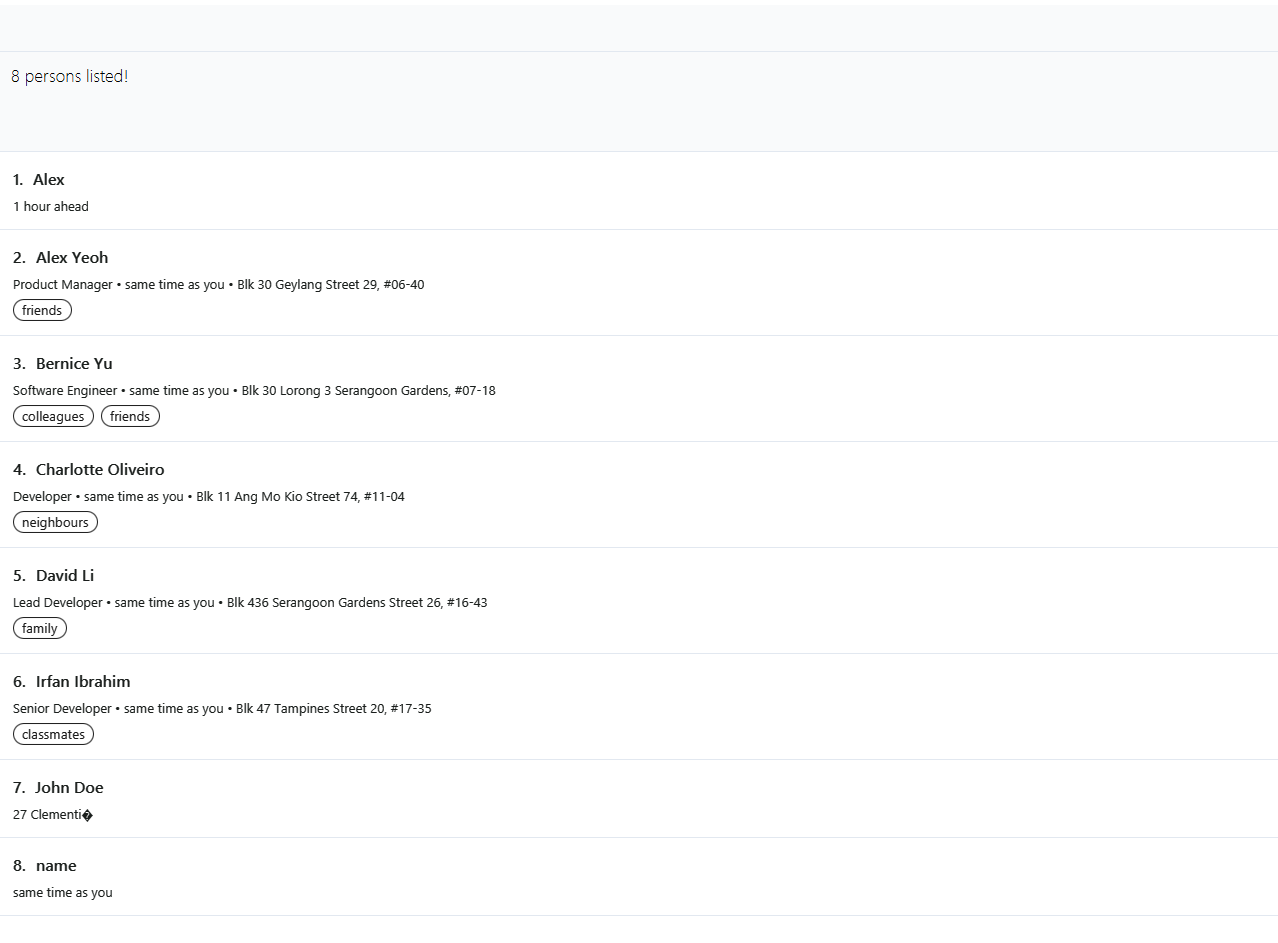 8 persons listed!
1. Alex
1 hour ahead
2. Alex Yeoh
Product Manager • same time as you • Blk 30 Geylang Street 29, #06-40
friends
3. Bernice Yu
Software Engineer • same time as you • Blk 30 Lorong 3 Serangoon Gardens, #07-18
colleagues friends
4. Charlotte Oliveiro
Developer • same time as you • Blk 11 Ang Mo Kio Street 74, #11-04
neighbours
5. David Li
Lead Developer • same time as you • Blk 436 Serangoon Gardens Street 26, #16-43
family
6. Irfan Ibrahim
Senior Developer • same time as you • Blk 47 Tampines Street 20, #17-35
classmates
7. John Doe
27 Clementi�
8. name
same time as you